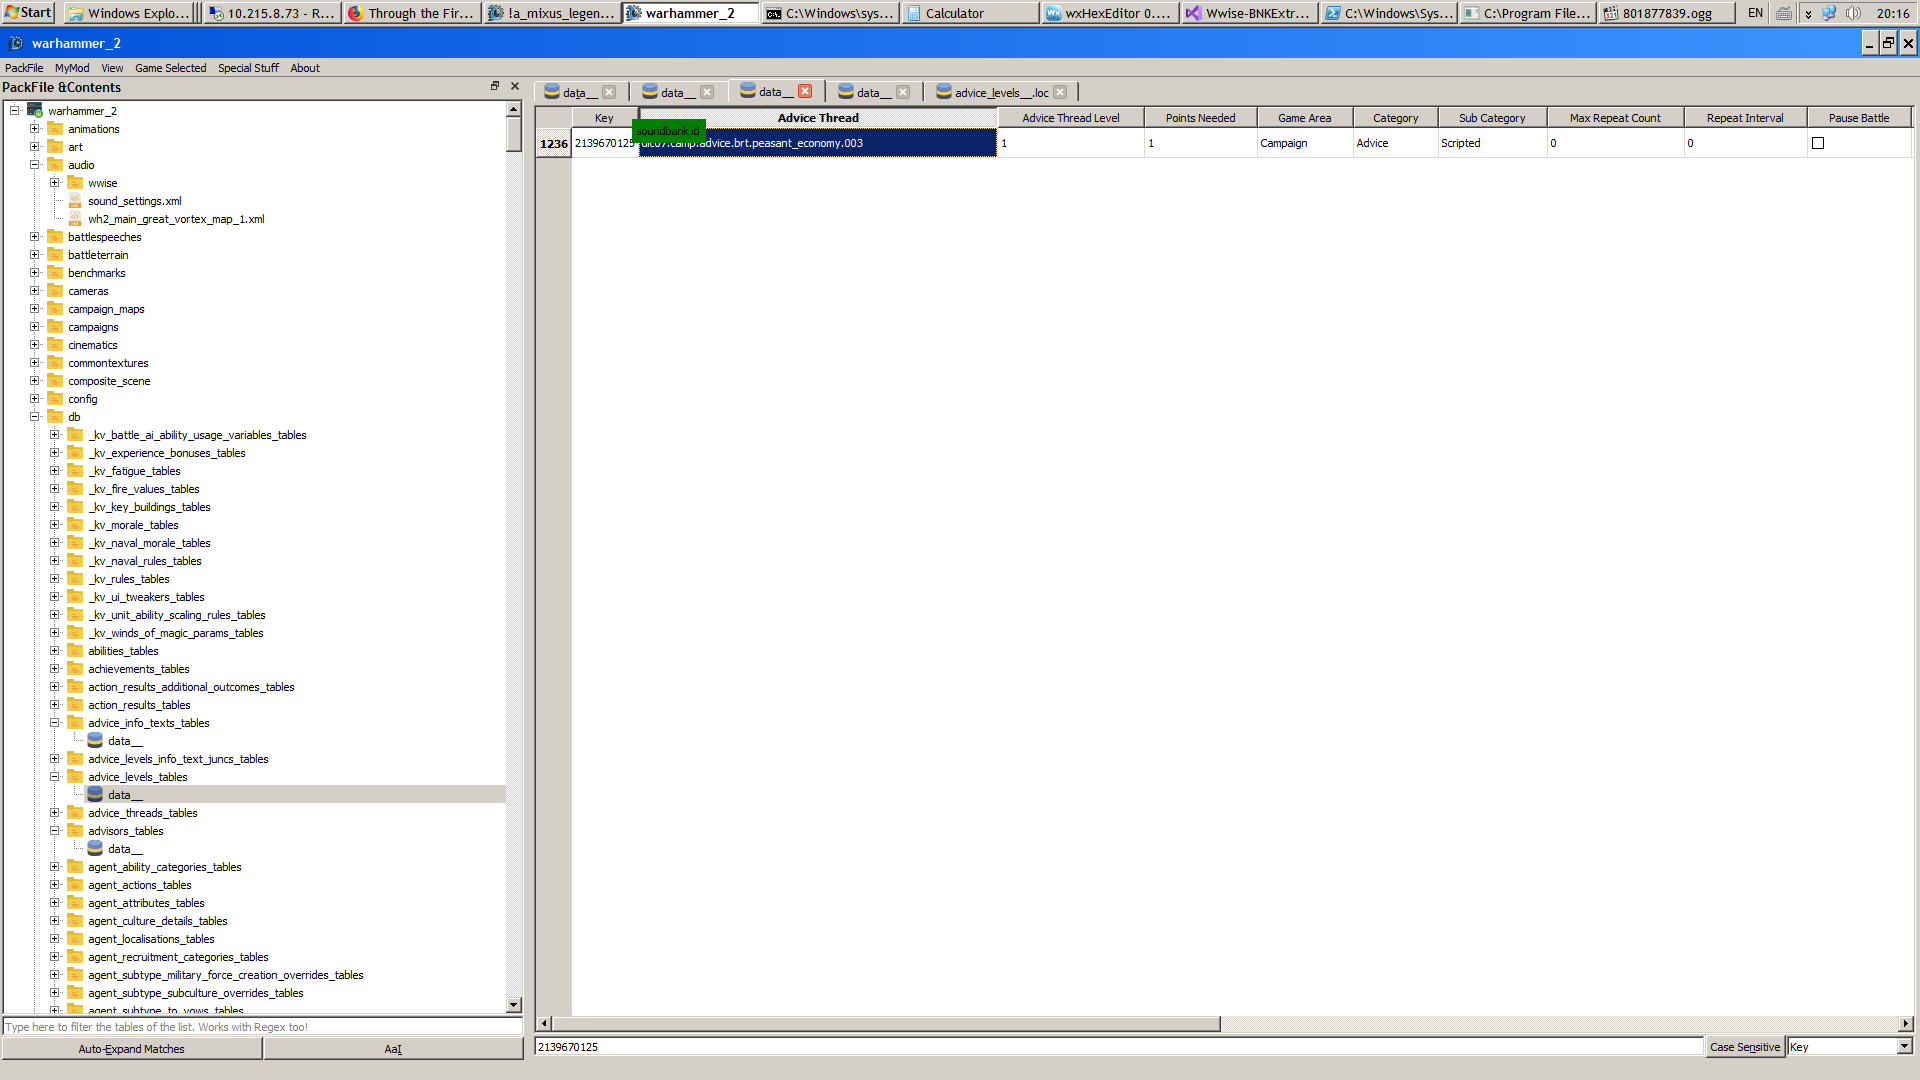 Start Windows Explo... 10.215.8.73 - R... Through the Fir... !a_mixus_legen... warhammer_2 C:\Windows\sys... Calculator wxHexEditor 0.... Wwise-BNKExtr... C:\Windows\Sys... C:\Program File... 801877839.ogg EN 20:16
warhammer_2
PackFile MyMod View Game Selected Special Stuff About
PackFile &Contents
data__ data__ data__ data__ advice_levels__.loc
Key Advice Thread Advice Thread Level Points Needed Game Area Category Sub Category Max Repeat Count Repeat Interval Pause Battle
soundbank id
1236 2139670125 dlc07.camp.advice.brt.peasant_economy.003 1 1 Campaign Advice Scripted 0 0
warhammer_2
animations
art
audio
wwise
sound_settings.xml
wh2_main_great_vortex_map_1.xml
battlespeeches
battleterrain
benchmarks
cameras
campaign_maps
campaigns
cinematics
commontextures
composite_scene
config
db
_kv_battle_ai_ability_usage_variables_tables
_kv_experience_bonuses_tables
_kv_fatigue_tables
_kv_fire_values_tables
_kv_key_buildings_tables
_kv_morale_tables
_kv_naval_morale_tables
_kv_naval_rules_tables
_kv_rules_tables
_kv_ui_tweakers_tables
_kv_unit_ability_scaling_rules_tables
_kv_winds_of_magic_params_tables
abilities_tables
achievements_tables
action_results_additional_outcomes_tables
action_results_tables
advice_info_texts_tables
data__
advice_levels_info_text_juncs_tables
advice_levels_tables
data__
advice_threads_tables
advisors_tables
data__
agent_ability_categories_tables
agent_actions_tables
agent_attributes_tables
agent_culture_details_tables
agent_localisations_tables
agent_recruitment_categories_tables
agent_subtype_military_force_creation_overrides_tables
agent_subtype_subculture_overrides_tables
agent_subtype_to_vows_tables
Type here to filter the tables of the list. Works with Regex too!
Auto-Expand Matches AaI
2139670125 Case Sensitive Key